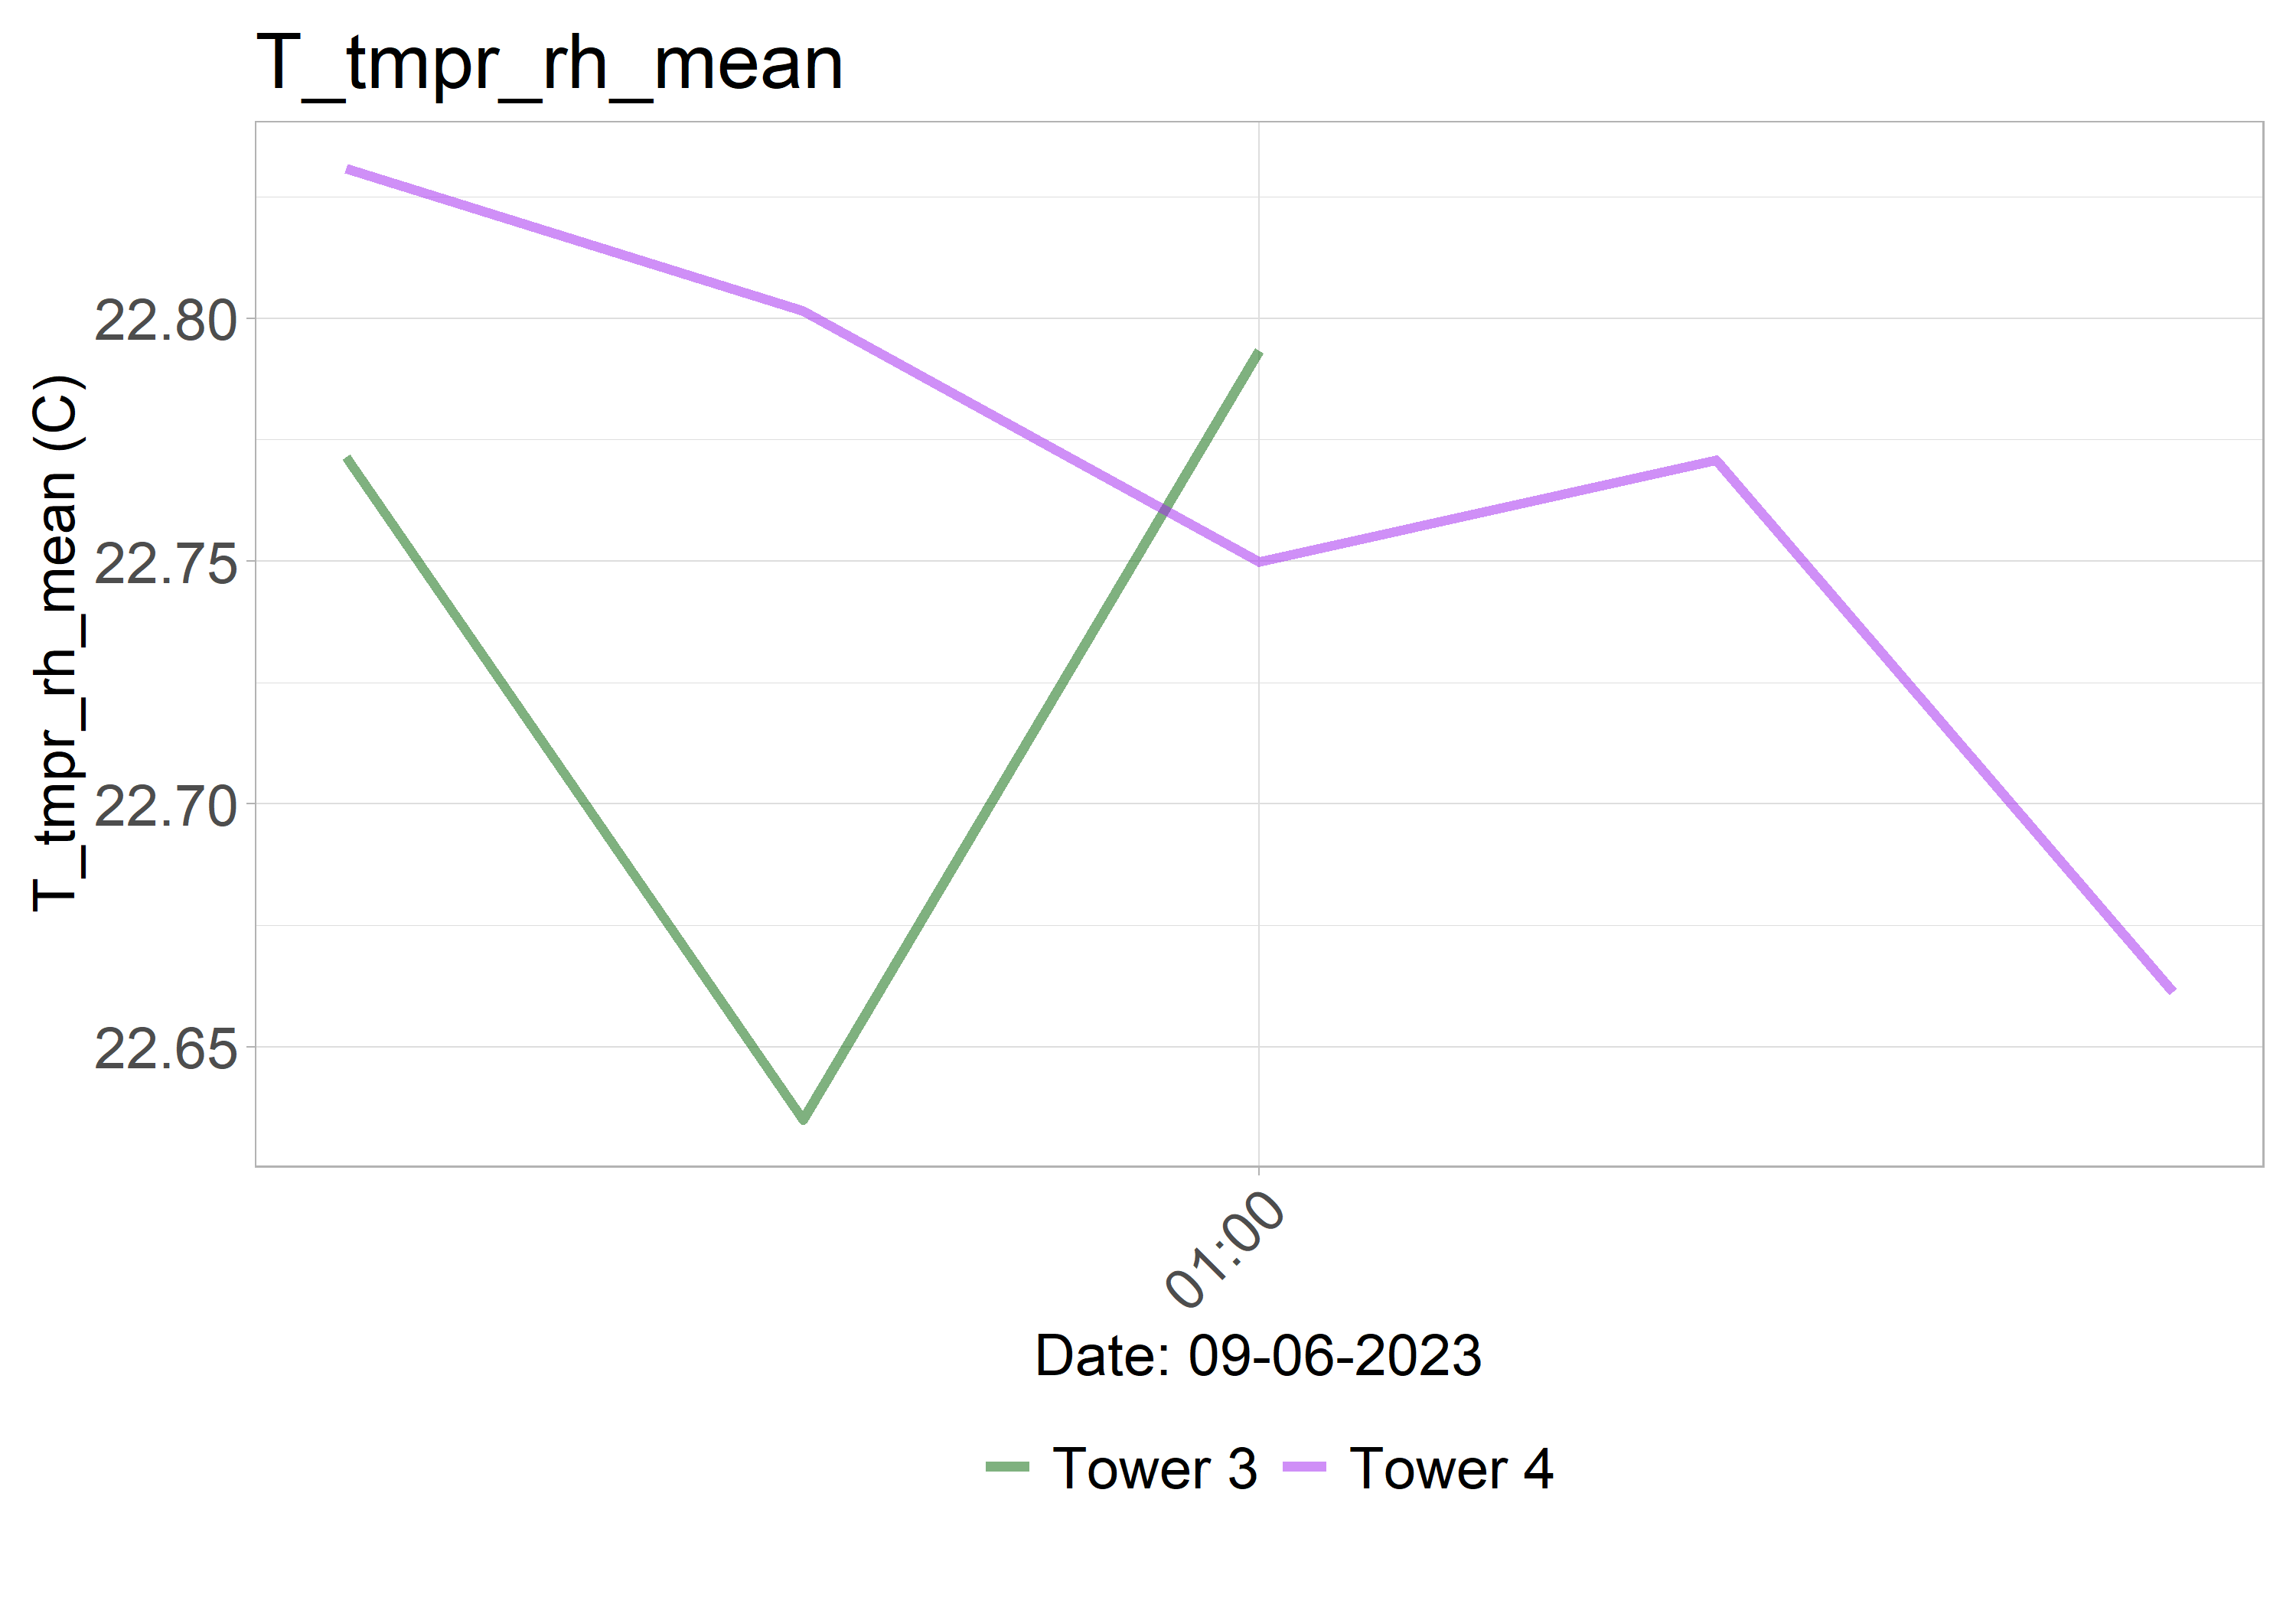 T_tmpr_rh_mean
T_tmpr_rh_mean (C)
22.80
22.75
22.70
22.65
01:00
Date: 09-06-2023
Tower 3 Tower 4